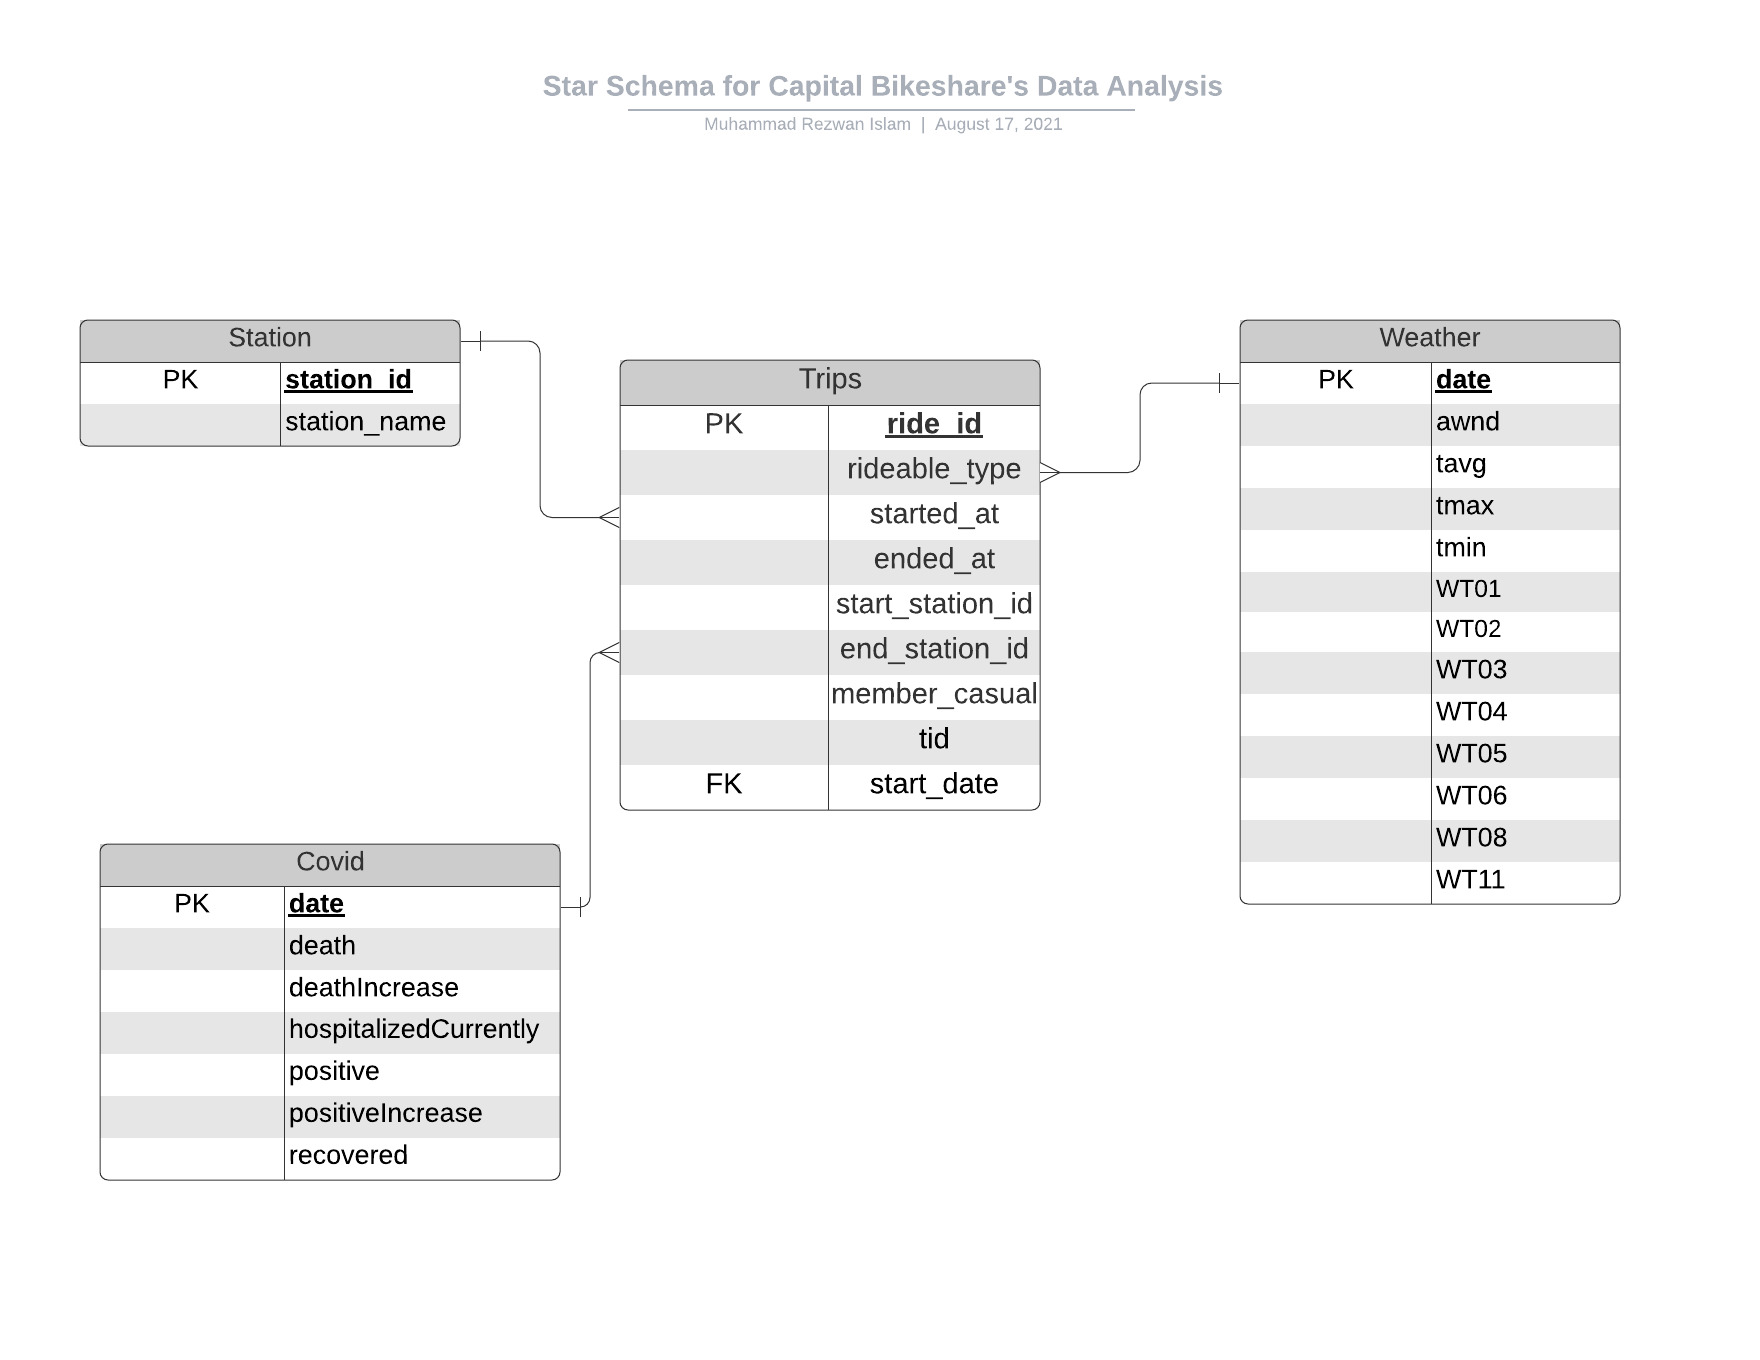 Star Schema for Capital Bikeshare's Data Analysis
Muhammad Rezwan Islam | August 17, 2021
Station
PK station_id
station_name
Trips
PK ride_id
rideable_type
started_at
ended_at
start_station_id
end_station_id
member_casual
tid
FK start_date
Weather
PK date
awnd
tavg
tmax
tmin
WT01
WT02
WT03
WT04
WT05
WT06
WT08
WT11
Covid
PK date
death
deathIncrease
hospitalizedCurrently
positive
positiveIncrease
recovered